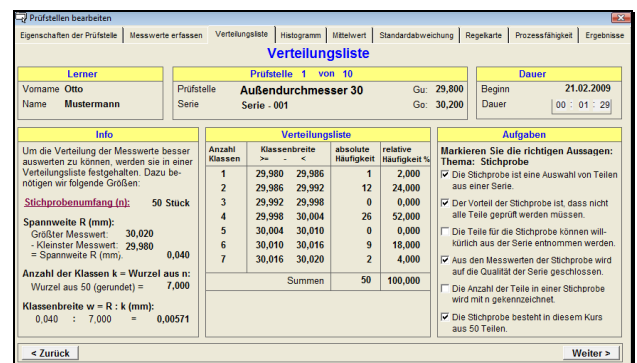 Prüfstellen bearbeiten
Eigenschaften der Prüfstelle Messwerte erfassen Verteilungsliste Histogramm Mittelwert Standardabweichung Regelkarte Prozessfähigkeit Ergebnisse
Verteilungsliste
Lerner
Vorname Otto
Name Mustermann
Prüfstelle 1 von 10
Prüfstelle Außendurchmesser 30 Gu: 29,800
Serie Serie - 001 Go: 30,200
Dauer
Beginn 21.02.2009
Dauer 00 : 01 : 29
Info
Um die Verteilung der Messwerte besser
auswerten zu können, werden sie in einer
Verteilungsliste festgehalten. Dazu be-
nötigen wir folgende Größen:
Stichprobenumfang (n): 50 Stück
Spannweite R (mm):
Größter Messwert: 30,020
- Kleinster Messwert: 29,980
= Spannweite R (mm): 0,040
Anzahl der Klassen k = Wurzel aus n:
Wurzel aus 50 (gerundet) = 7,000
Klassenbreite w = R : k (mm):
0,040 : 7,000 = 0,00571
Verteilungsliste
Anzahl Klassenbreite absolute relative
Klassen >= - < Häufigkeit Häufigkeit %
1 29,980 29,986 1 2,000
2 29,986 29,992 12 24,000
3 29,992 29,998 0 0,000
4 29,998 30,004 26 52,000
5 30,004 30,010 0 0,000
6 30,010 30,016 9 18,000
7 30,016 30,020 2 4,000
Summen 50 100,000
Aufgaben
Markieren Sie die richtigen Aussagen:
Thema: Stichprobe
Die Stichprobe ist eine Auswahl von Teilen
aus einer Serie.
Der Vorteil der Stichprobe ist, dass nicht
alle Teile geprüft werden müssen.
Die Teile für die Stichprobe können will-
kürlich aus der Serie entnommen werden.
Aus den Messwerten der Stichprobe wird
auf die Qualität der Serie geschlossen.
Die Anzahl der Teile in einer Stichprobe
wird mit n gekennzeichnet.
Die Stichprobe besteht in diesem Kurs
aus 50 Teilen.
< Zurück
Weiter >